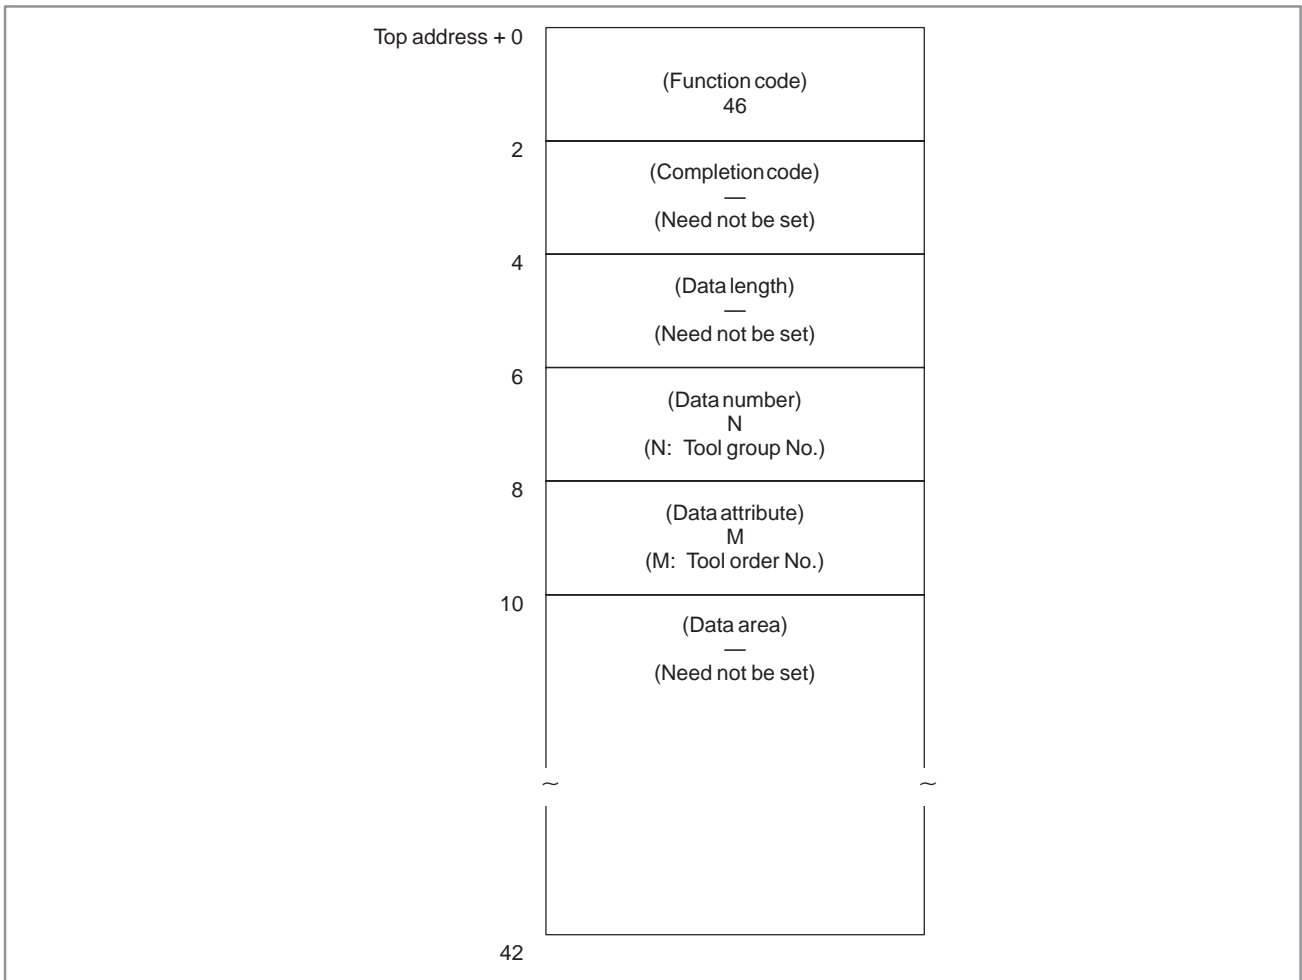 Top address + 0
(Function code)
46
2
(Completion code)
—
(Need not be set)
4
(Data length)
—
(Need not be set)
6
(Data number)
N
(N: Tool group No.)
8
(Data attribute)
M
(M: Tool order No.)
10
(Data area)
—
(Need not be set)
~ ~
42